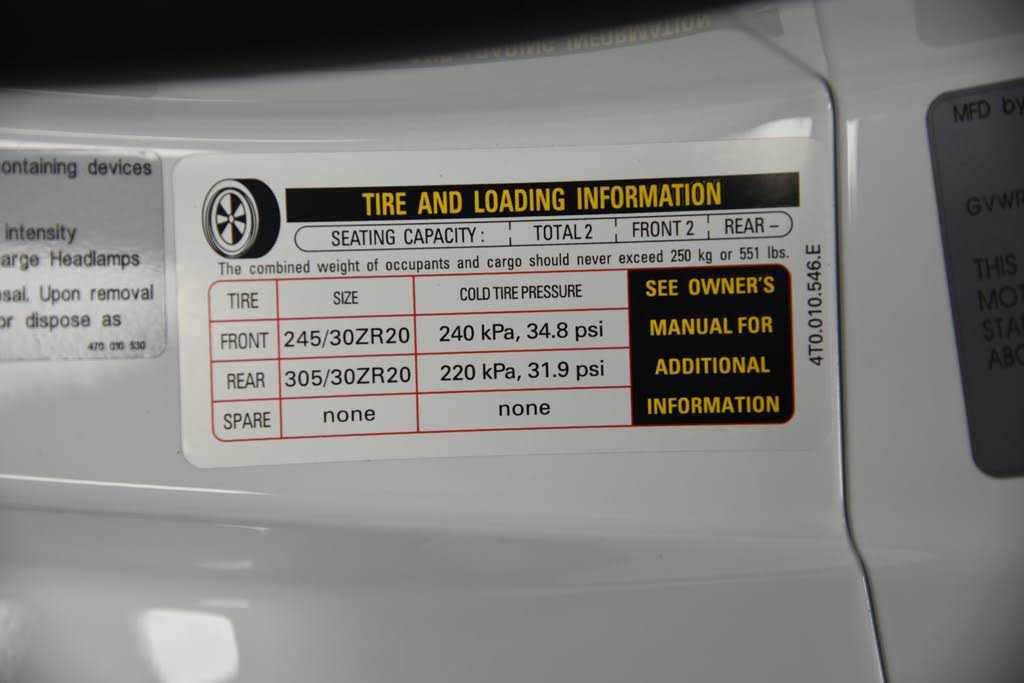 ontaining devices
intensity
arge Headlamps
sal. Upon removal
or dispose as
470 010 530
TIRE AND LOADING INFORMATION
SEATING CAPACITY: TOTAL 2 FRONT 2 REAR –
The combined weight of occupants and cargo should never exceed 250 kg or 551 lbs.
TIRE SIZE COLD TIRE PRESSURE
FRONT 245/30ZR20 240 kPa, 34.8 psi
REAR 305/30ZR20 220 kPa, 31.9 psi
SPARE none none
SEE OWNER'S
MANUAL FOR
ADDITIONAL
INFORMATION
4T0.010.546.E
MFD by
GVWR
THIS
MOT
STA
ABO